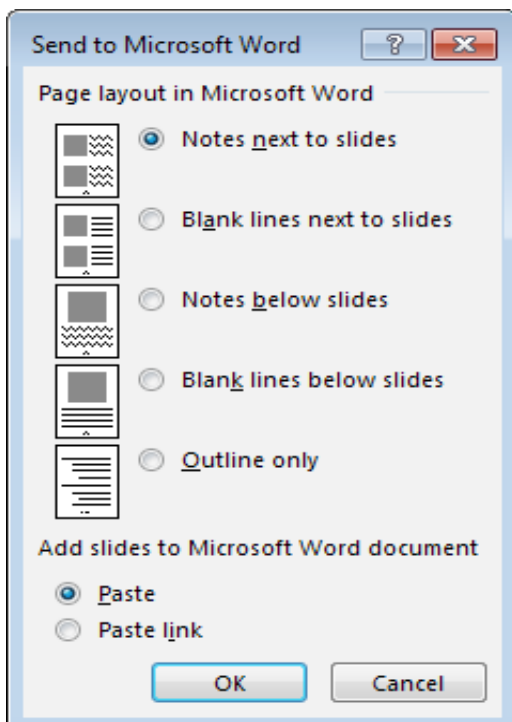 Send to Microsoft Word
Page layout in Microsoft Word
Notes next to slides
Blank lines next to slides
Notes below slides
Blank lines below slides
Outline only
Add slides to Microsoft Word document
Paste
Paste link
OK Cancel